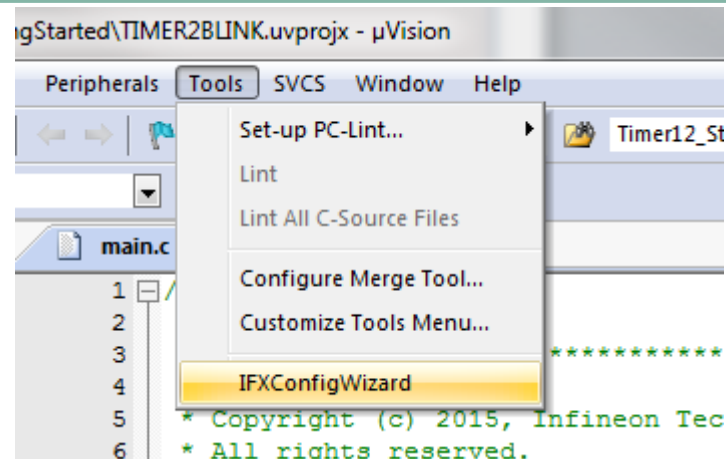 gStarted\TIMER2BLINK.uvprojx - µVision
Peripherals Tools SVCS Window Help
Set-up PC-Lint... Timer12_St
Lint
Lint All C-Source Files
main.c
1 /
Configure Merge Tool...
2
Customize Tools Menu...
3 ************
4
IFXConfigWizard
5 * Copyright (c) 2015, Infineon Tec
6 * All rights reserved.